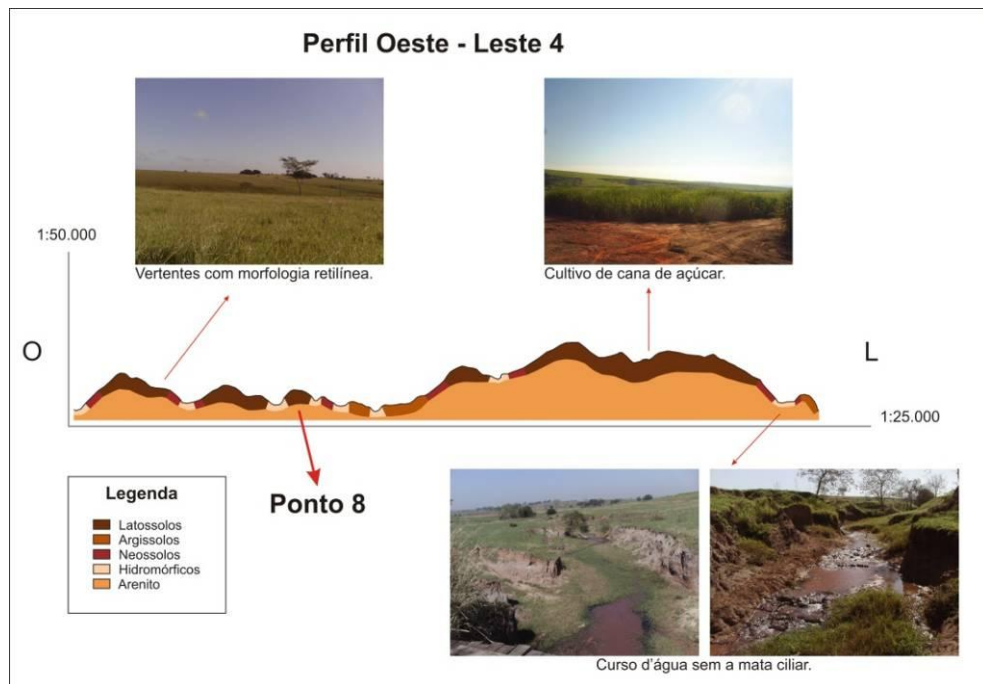 Perfil Oeste - Leste 4
Vertentes com morfologia retilínea.
Cultivo de cana de açúcar.
1:50.000
O
L
1:25.000
Ponto 8
Legenda
Latossolos
Argissolos
Neossolos
Hidromórficos
Arenito
Curso d'água sem a mata ciliar.